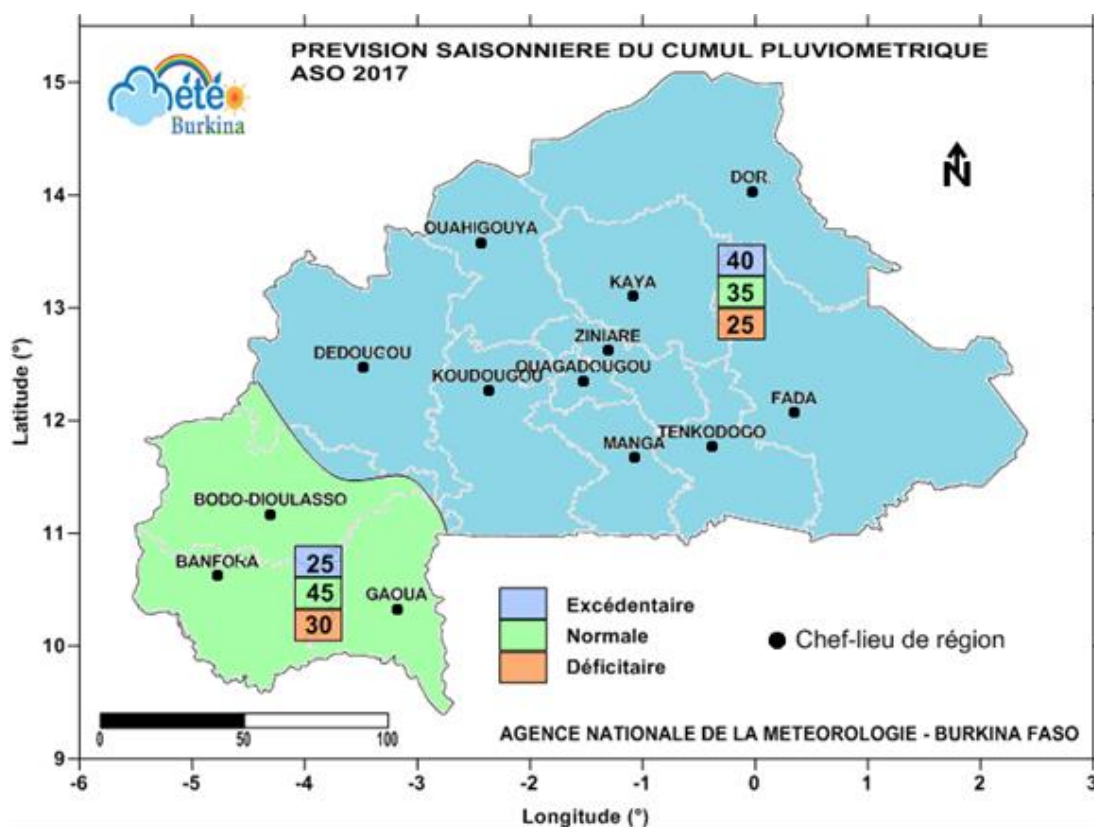 PREVISION SAISONNIERE DU CUMUL PLUVIOMETRIQUE
ASO 2017
été
Burkina
N
DOR.
OUAHIGOUYA
KAYA
40
35
25
ZINIARE
DEDOUGOU
OUAGADOUGOU
KOUDOUGOU
FADA
TENKODOGO
MANGA
BODO-DIOULASSO
BANFORA
GAOUA
25
45
30
Excédentaire
Normale
Déficitaire
Chef-lieu de région
0 50 100
AGENCE NATIONALE DE LA METEOROLOGIE - BURKINA FASO
15
14
13
12
11
10
9
Latitude (°)
-6 -5 -4 -3 -2 -1 0 1 2 3
Longitude (°)